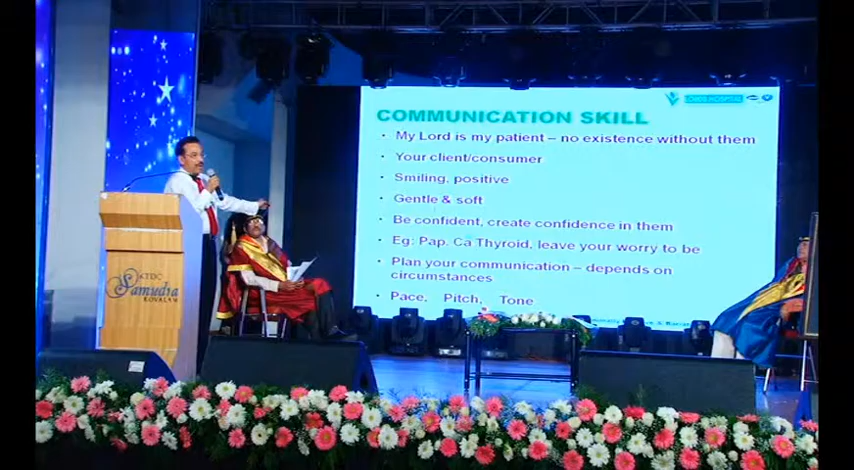 COMMUNICATION SKILL
• My Lord is my patient – no existence without them
• Your client/consumer
• Smiling, positive
• Gentle & soft
• Be confident, create confidence in them
• Eg: Pap. Ca Thyroid, leave your worry to be
• Plan your communication – depends on
circumstances
• Pace, Pitch, Tone
KTDC
Samudra
KOVALAM